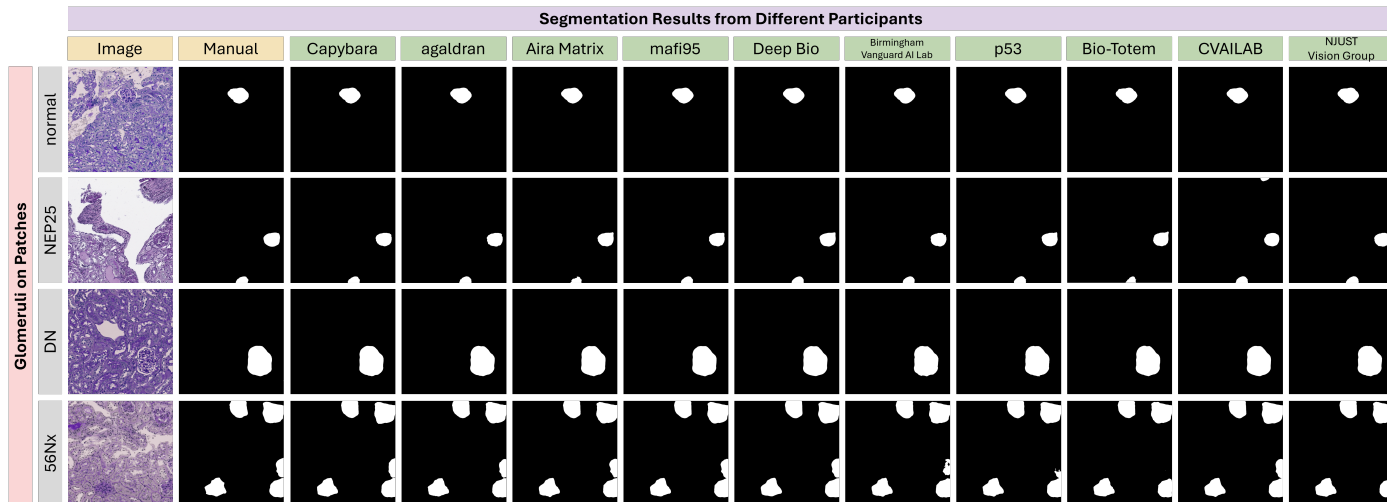 Segmentation Results from Different Participants
Image Manual Capybara agaldran Aira Matrix mafi95 Deep Bio Birmingham Vanguard AI Lab p53 Bio-Totem CVAILAB NJUST Vision Group
Glomeruli on Patches
normal
NEP25
DN
56Nx